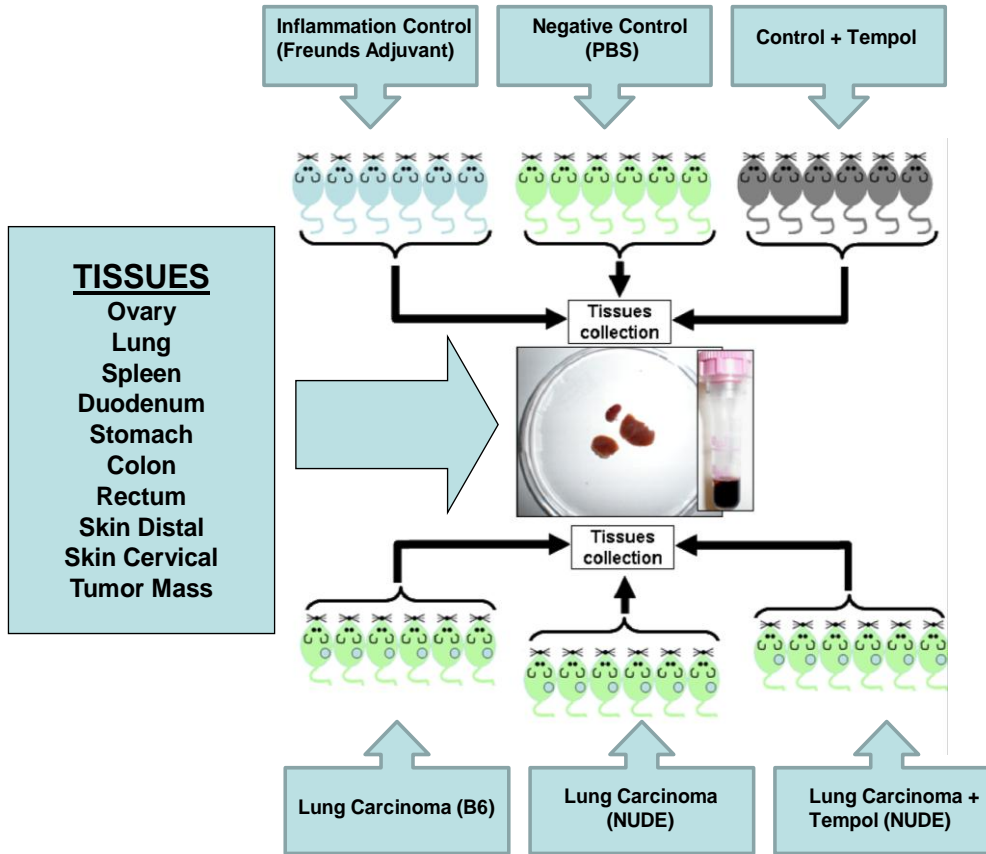 Inflammation Control
(Freunds Adjuvant)
Negative Control
(PBS)
Control + Tempol
TISSUES
Ovary
Lung
Spleen
Duodenum
Stomach
Colon
Rectum
Skin Distal
Skin Cervical
Tumor Mass
Tissues
collection
Tissues
collection
Lung Carcinoma (B6)
Lung Carcinoma
(NUDE)
Lung Carcinoma +
Tempol (NUDE)